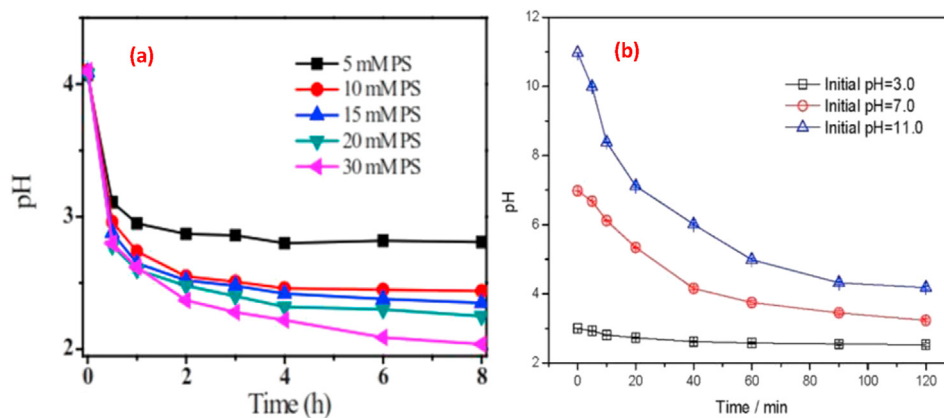 (a)
5 mM PS
10 mM PS
15 mM PS
20 mM PS
30 mM PS
pH
4
3
2
0
2
4
6
8
Time (h)
(b)
Initial pH=3.0
Initial pH=7.0
Initial pH=11.0
pH
12
11
10
8
6
4
2
0
20
40
60
80
100
120
Time / min